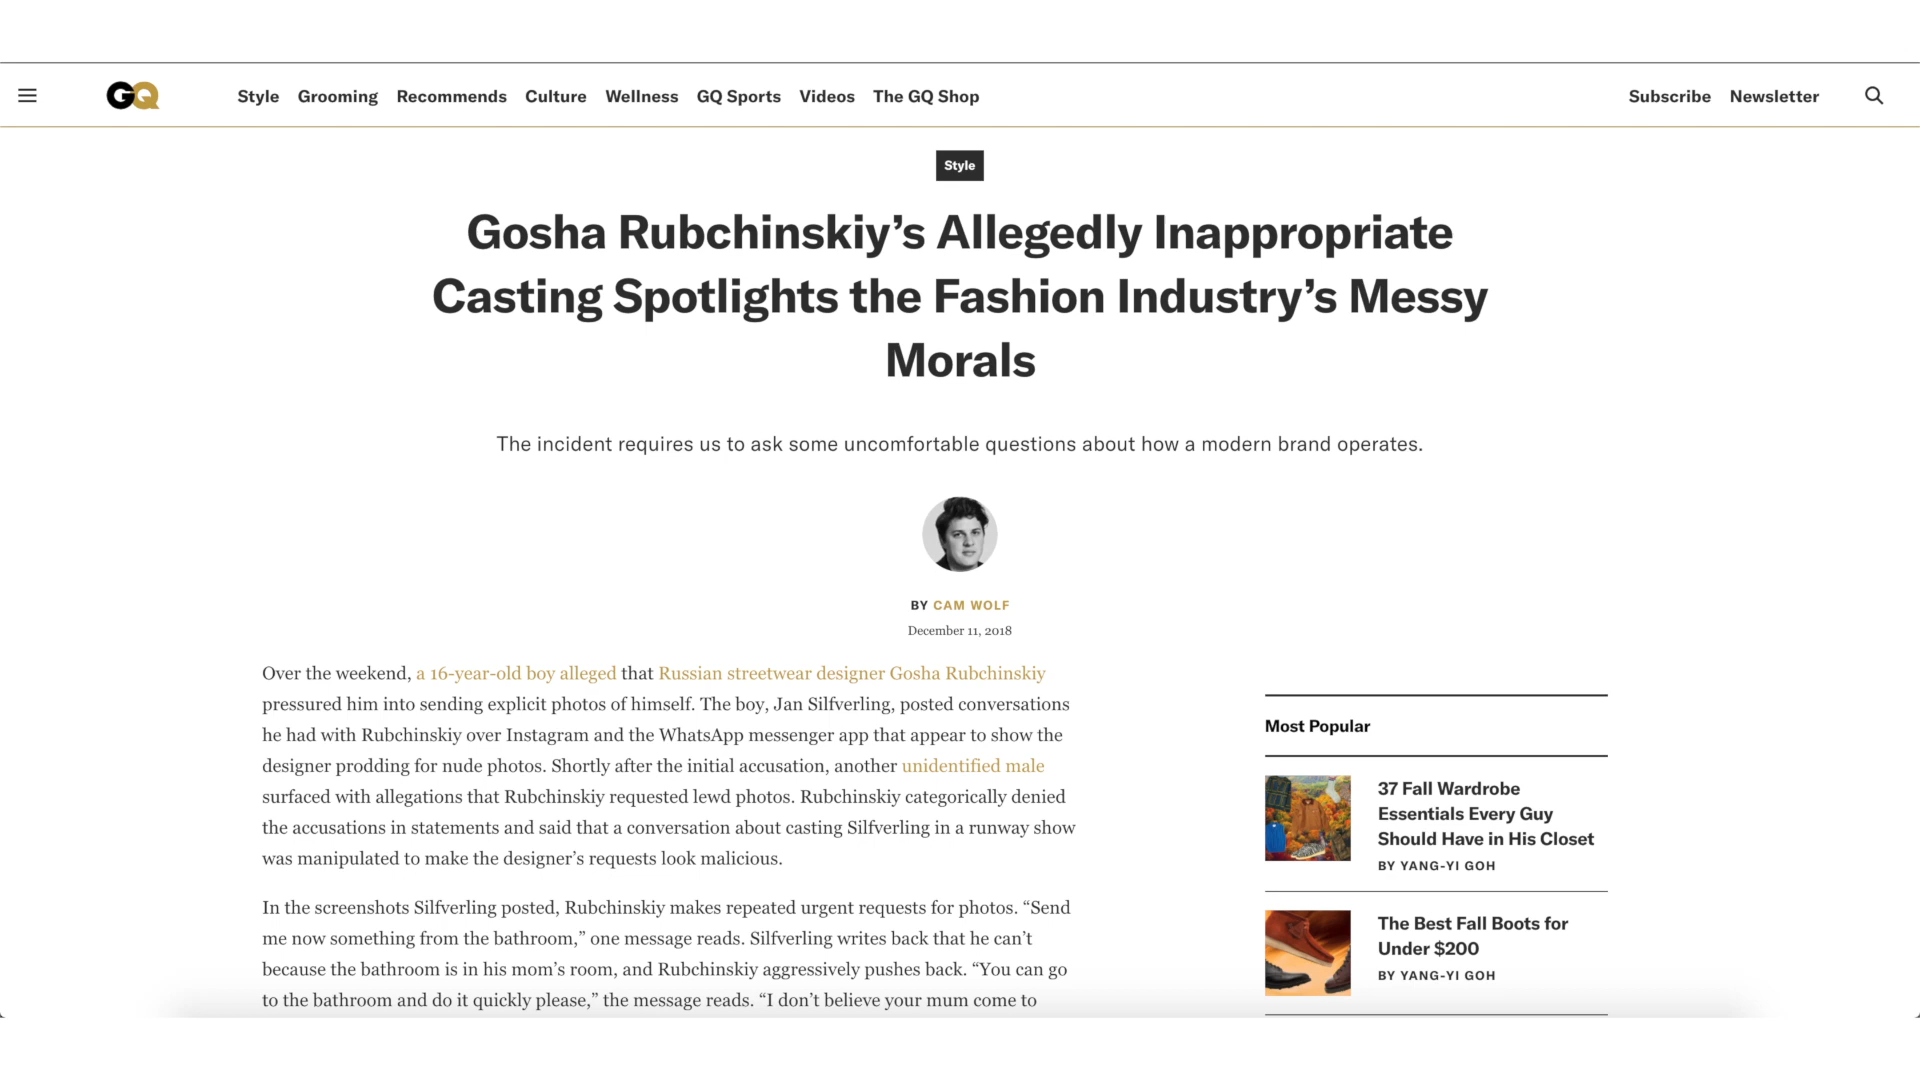 GQ
Style Grooming Recommends Culture Wellness GQ Sports Videos The GQ Shop
Subscribe Newsletter
Style
Gosha Rubchinskiy’s Allegedly Inappropriate
Casting Spotlights the Fashion Industry’s Messy
Morals
The incident requires us to ask some uncomfortable questions about how a modern brand operates.
BY CAM WOLF
December 11, 2018
Over the weekend, a 16-year-old boy alleged that Russian streetwear designer Gosha Rubchinskiy
pressured him into sending explicit photos of himself. The boy, Jan Silfverling, posted conversations
he had with Rubchinskiy over Instagram and the WhatsApp messenger app that appear to show the
designer prodding for nude photos. Shortly after the initial accusation, another unidentified male
surfaced with allegations that Rubchinskiy requested lewd photos. Rubchinskiy categorically denied
the accusations in statements and said that a conversation about casting Silfverling in a runway show
was manipulated to make the designer’s requests look malicious.
In the screenshots Silfverling posted, Rubchinskiy makes repeated urgent requests for photos. “Send
me now something from the bathroom,” one message reads. Silfverling writes back that he can’t
because the bathroom is in his mom’s room, and Rubchinskiy aggressively pushes back. “You can go
to the bathroom and do it quickly please,” the message reads. “I don’t believe your mum come to
Most Popular
37 Fall Wardrobe
Essentials Every Guy
Should Have in His Closet
BY YANG-YI GOH
The Best Fall Boots for
Under $200
BY YANG-YI GOH